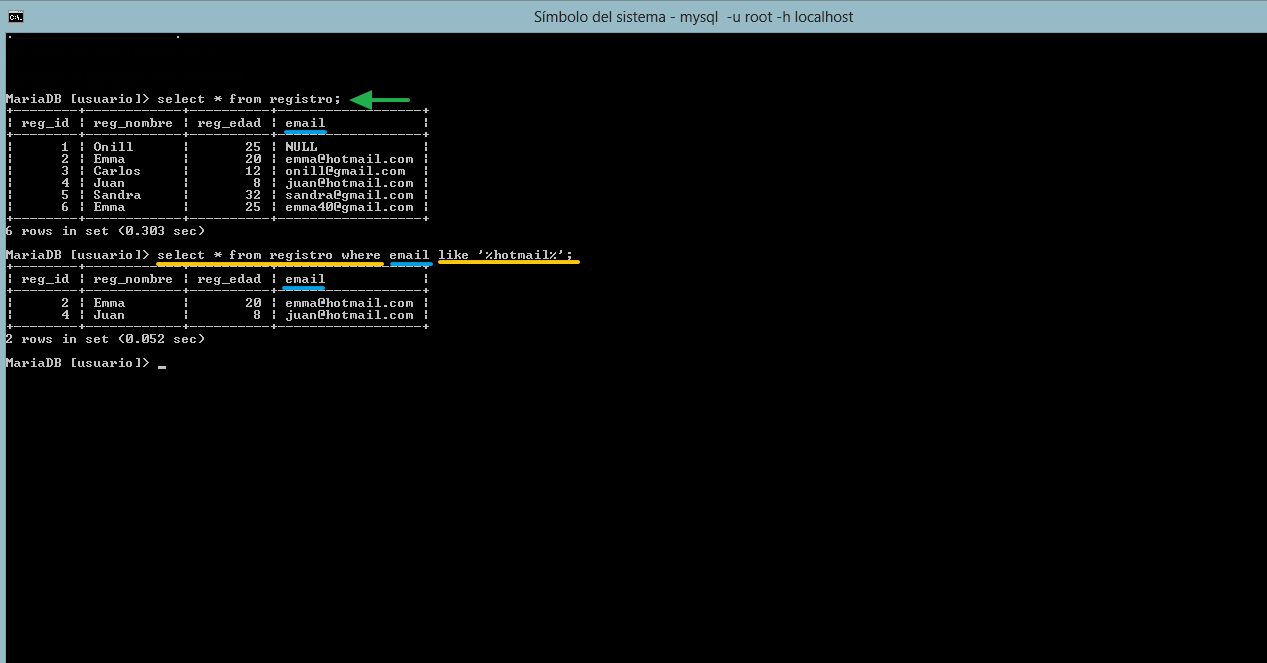 Símbolo del sistema - mysql -u root -h localhost
MariaDB [usuario]> select * from registro;
+--------+------------+----------+------------------+
| reg_id | reg_nombre | reg_edad | email            |
+--------+------------+----------+------------------+
|      1 | Onill      |       25 | NULL             |
|      2 | Emma       |       20 | emma@hotmail.com |
|      3 | Carlos     |       12 | onill@gmail.com  |
|      4 | Juan       |        8 | juan@hotmail.com |
|      5 | Sandra     |       32 | sandra@gmail.com |
|      6 | Emma       |       25 | emma40@gmail.com |
+--------+------------+----------+------------------+
6 rows in set (0.303 sec)
MariaDB [usuario]> select * from registro where email like '%hotmail%';
+--------+------------+----------+------------------+
| reg_id | reg_nombre | reg_edad | email            |
+--------+------------+----------+------------------+
|      2 | Emma       |       20 | emma@hotmail.com |
|      4 | Juan       |        8 | juan@hotmail.com |
+--------+------------+----------+------------------+
2 rows in set (0.052 sec)
MariaDB [usuario]> _